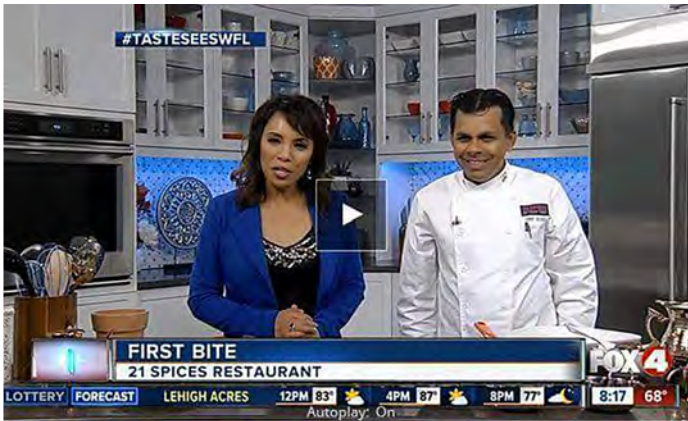 #TASTESEESWFL
FIRST BITE
21 SPICES RESTAURANT
FOX 4
LOTTERY FORECAST LEHIGH ACRES 12PM 83° 4PM 87° 8PM 77° 8:17 68°
Autoplay: On